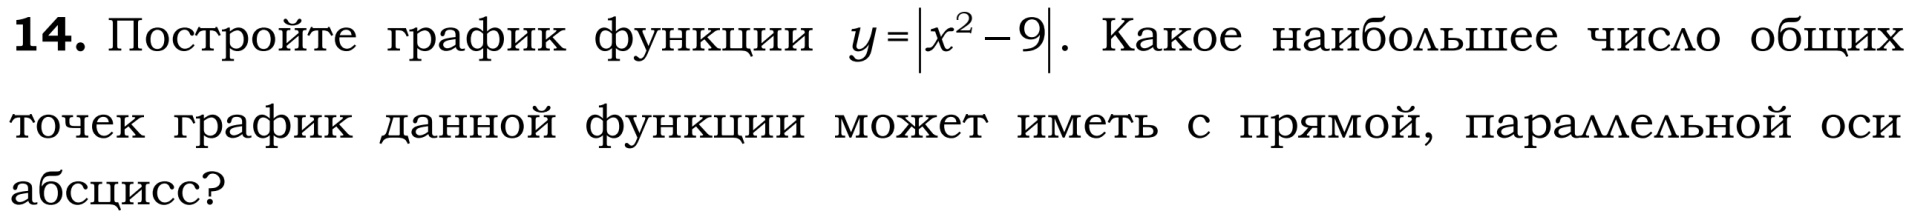 14. Постройте график функции y=|x²–9|. Какое наибольшее число общих
точек график данной функции может иметь с прямой, параллельной оси
абсцисс?